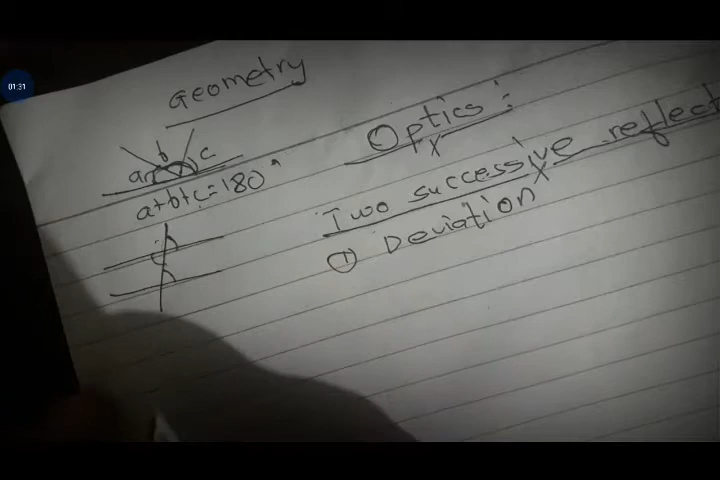 01:31
Geometry
a b c
a+b+c=180°
Optics:
Two successive reflect
① Deviation